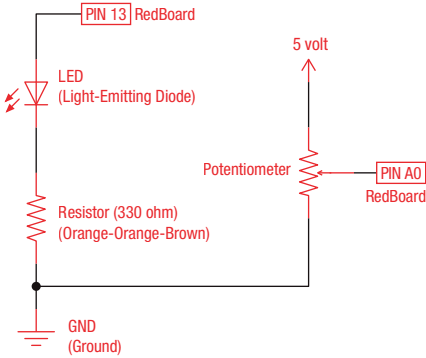 PIN 13 RedBoard
5 volt
LED
(Light-Emitting Diode)
Potentiometer
PIN A0
RedBoard
Resistor (330 ohm)
(Orange-Orange-Brown)
GND
(Ground)